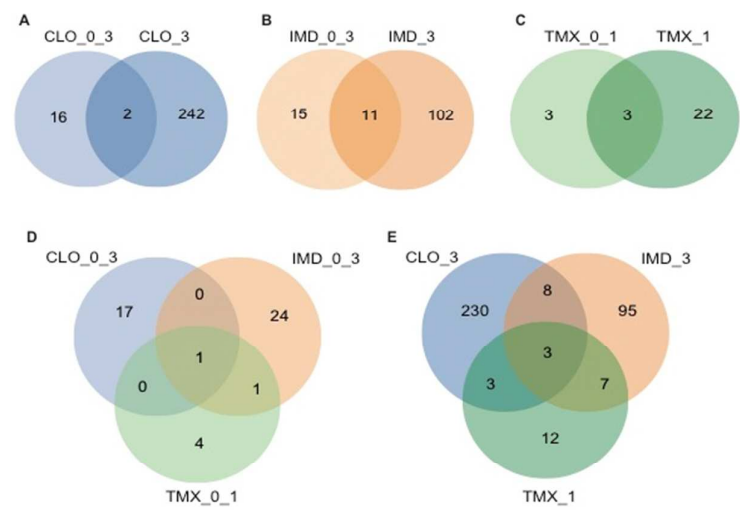 A
B
C
CLO_0_3 CLO_3
IMD_0_3 IMD_3
TMX_0_1 TMX_1
16 2 242
15 11 102
3 3 22
D
E
CLO_0_3
IMD_0_3
CLO_3
IMD_3
0
17
24
1
0
1
4
TMX_0_1
8
230
95
3
3
7
12
TMX_1